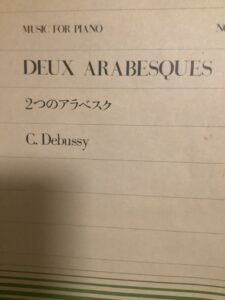 MUSIC FOR PIANO
DEUX ARABESQUES
2つのアラベスク
C. Debussy